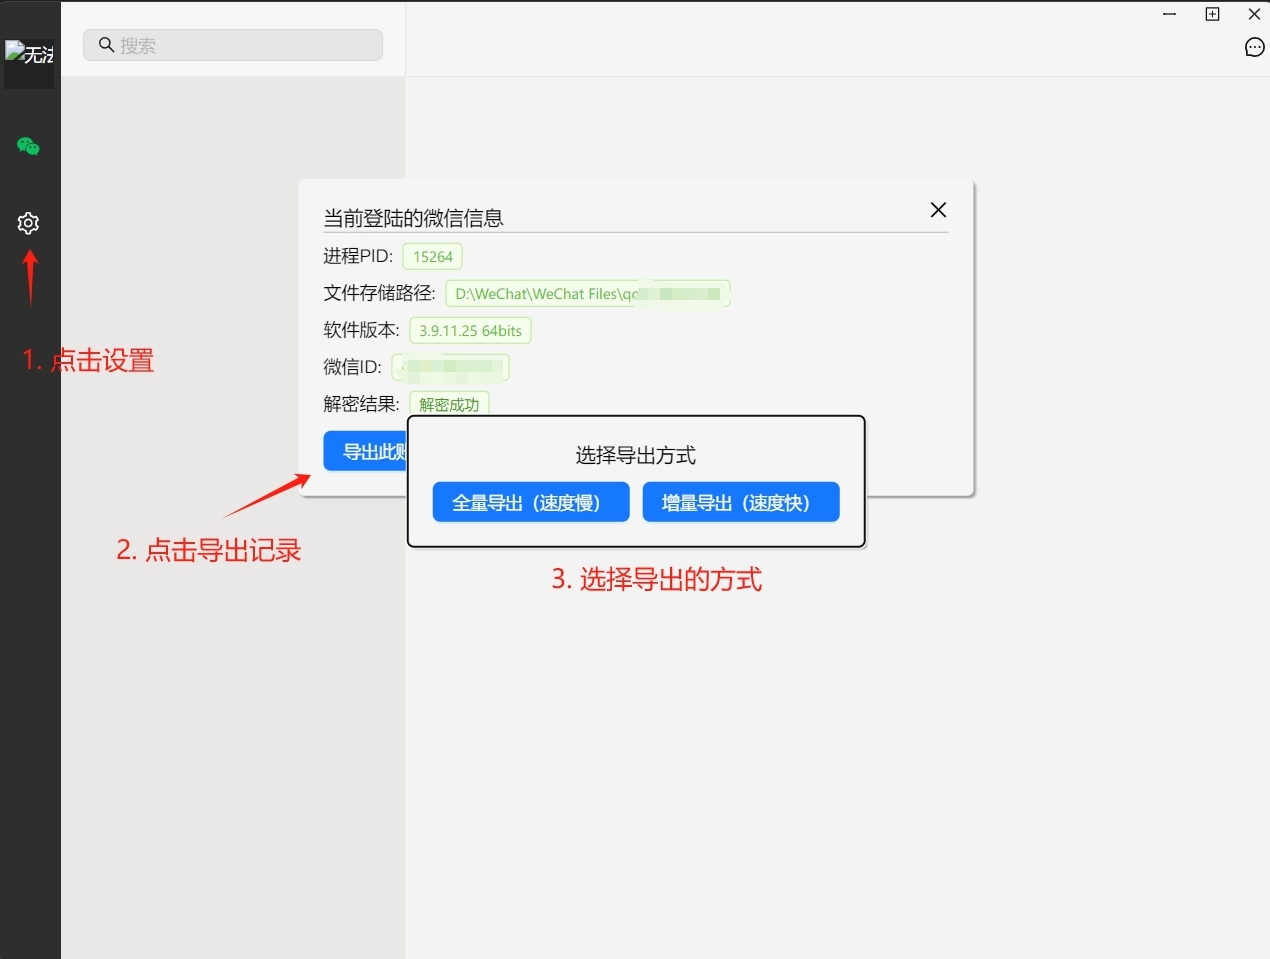 无法
搜索
当前登陆的微信信息
进程PID: 15264
文件存储路径: D:\WeChat\WeChat Files\
软件版本: 3.9.11.25 64bits
微信ID:
解密结果: 解密成功
导出此
选择导出方式
全量导出（速度慢）
增量导出（速度快）
1. 点击设置
2. 点击导出记录
3. 选择导出的方式